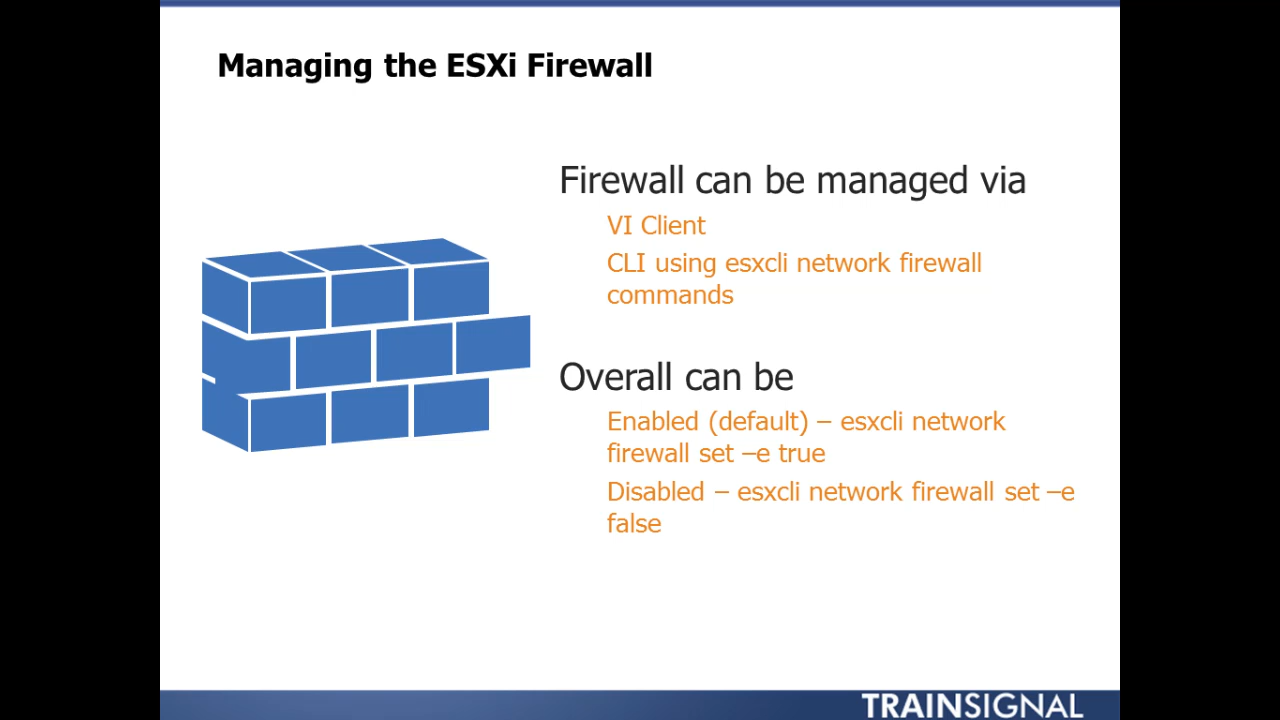 Managing the ESXi Firewall
Firewall can be managed via
VI Client
CLI using esxcli network firewall
commands
Overall can be
Enabled (default) – esxcli network
firewall set –e true
Disabled – esxcli network firewall set –e
false
TRAINSIGNAL